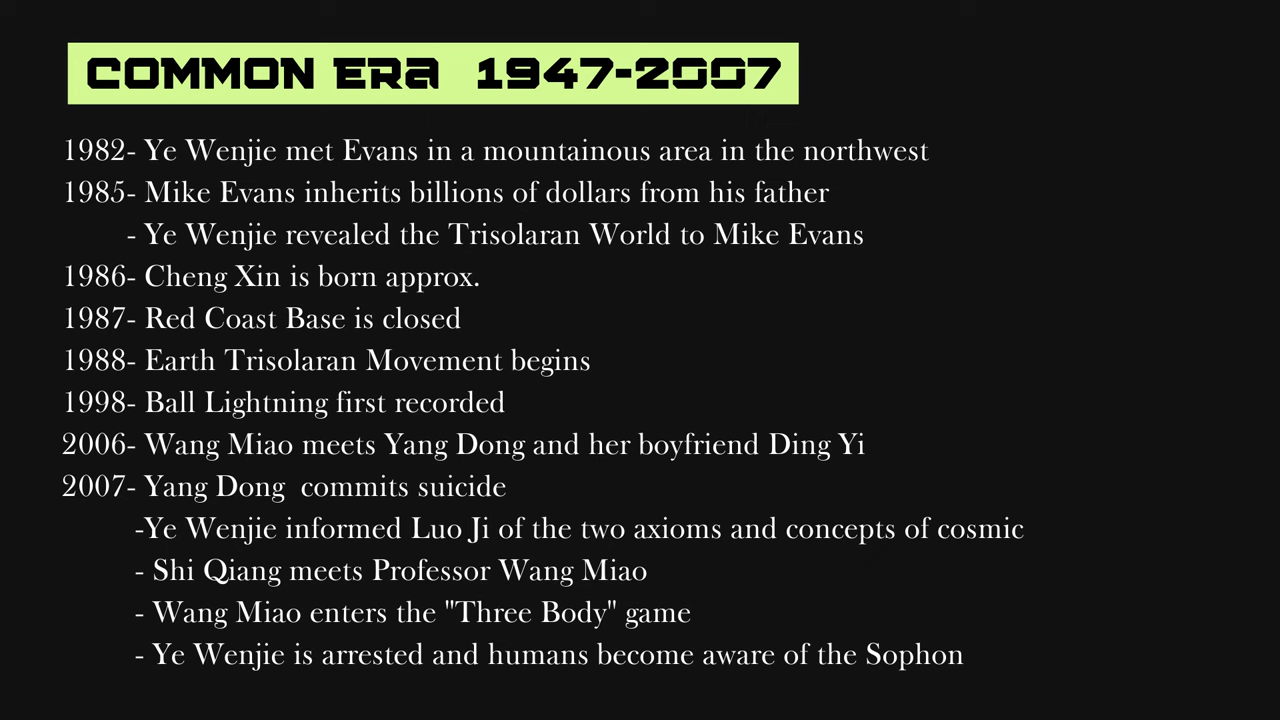 COMMON ERA 1947-2007
1982- Ye Wenjie met Evans in a mountainous area in the northwest
1985- Mike Evans inherits billions of dollars from his father
- Ye Wenjie revealed the Trisolaran World to Mike Evans
1986- Cheng Xin is born approx.
1987- Red Coast Base is closed
1988- Earth Trisolaran Movement begins
1998- Ball Lightning first recorded
2006- Wang Miao meets Yang Dong and her boyfriend Ding Yi
2007- Yang Dong commits suicide
-Ye Wenjie informed Luo Ji of the two axioms and concepts of cosmic
- Shi Qiang meets Professor Wang Miao
- Wang Miao enters the "Three Body" game
- Ye Wenjie is arrested and humans become aware of the Sophon